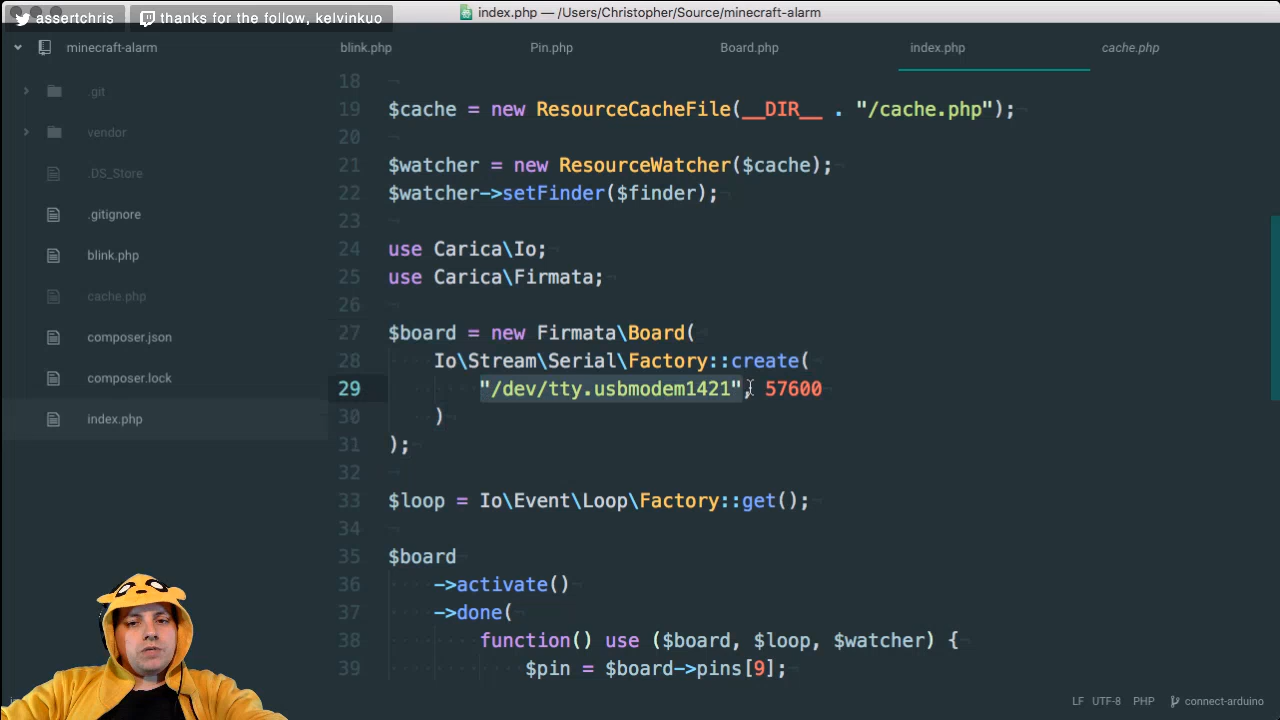 assertchris
thanks for the follow, kelvinkuo
index.php — /Users/Christopher/Source/minecraft-alarm
minecraft-alarm
blink.php
Pin.php
Board.php
index.php
cache.php
.git
vendor
.DS_Store
.gitignore
blink.php
cache.php
composer.json
composer.lock
index.php
18
19 $cache = new ResourceCacheFile(__DIR__ . "/cache.php");
20
21 $watcher = new ResourceWatcher($cache);
22 $watcher->setFinder($finder);
23
24 use Carica\Io;
25 use Carica\Firmata;
26
27 $board = new Firmata\Board(
28 Io\Stream\Serial\Factory::create(
29 "/dev/tty.usbmodem1421", 57600
30 )
31 );
32
33 $loop = Io\Event\Loop\Factory::get();
34
35 $board
36 ->activate()
37 ->done(
38 function() use ($board, $loop, $watcher) {
39 $pin = $board->pins[9];
LF UTF-8 PHP connect-arduino